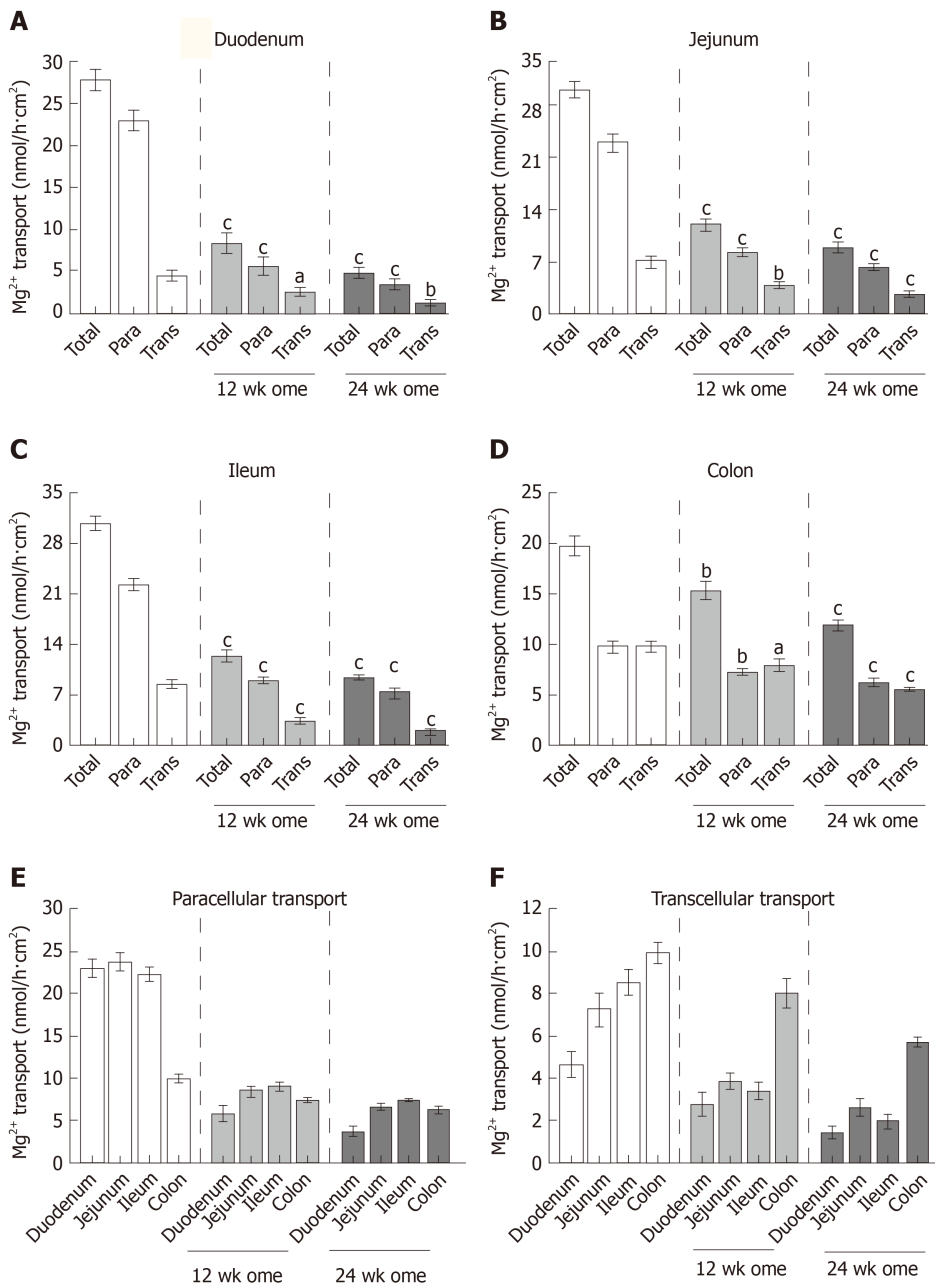 A
Duodenum
Mg2+ transport (nmol/h·cm2)
30
25
20
10
5
0
c
c
a
c
c
b
Total Para Trans Total Para Trans Total Para Trans
12 wk ome 24 wk ome
B
Jejunum
Mg2+ transport (nmol/h·cm2)
35
28
21
14
7
0
c
c
b
c
c
c
Total Para Trans Total Para Trans Total Para Trans
12 wk ome 24 wk ome
C
Ileum
Mg2+ transport (nmol/h·cm2)
35
28
21
14
7
0
c
c
c
c
c
c
Total Para Trans Total Para Trans Total Para Trans
12 wk ome 24 wk ome
D
Colon
Mg2+ transport (nmol/h·cm2)
25
20
15
10
5
0
b
b
a
c
c
c
Total Para Trans Total Para Trans Total Para Trans
12 wk ome 24 wk ome
E
Paracellular transport
Mg2+ transport (nmol/h·cm2)
30
25
20
15
10
5
0
Duodenum Jejunum Ileum Colon Duodenum Jejunum Ileum Colon Duodenum Jejunum Ileum Colon
12 wk ome 24 wk ome
F
Transcellular transport
Mg2+ transport (nmol/h·cm2)
12
10
8
6
4
2
0
Duodenum Jejunum Ileum Colon Duodenum Jejunum Ileum Colon Duodenum Jejunum Ileum Colon
12 wk ome 24 wk ome